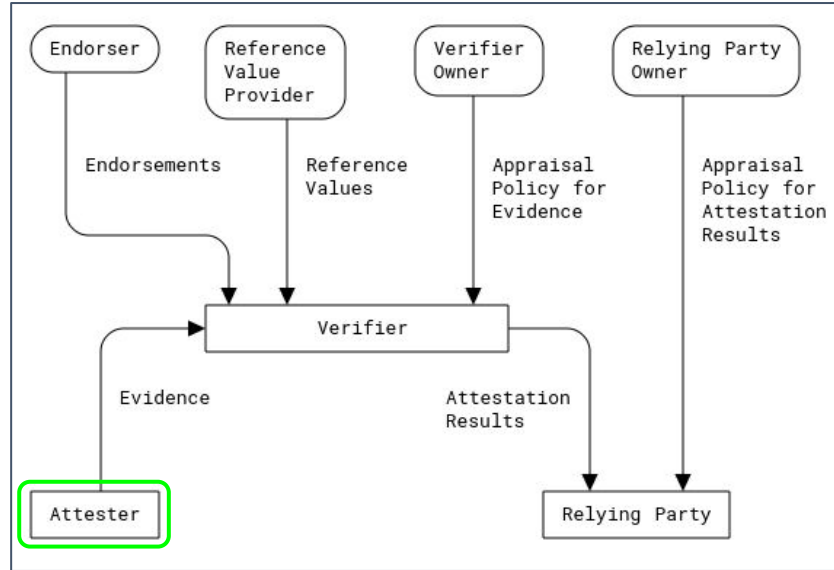 Endorser
Reference
Value
Provider
Verifier
Owner
Relying Party
Owner
Endorsements
Reference
Values
Appraisal
Policy for
Evidence
Appraisal
Policy for
Attestation
Results
Verifier
Evidence
Attestation
Results
Attester
Relying Party